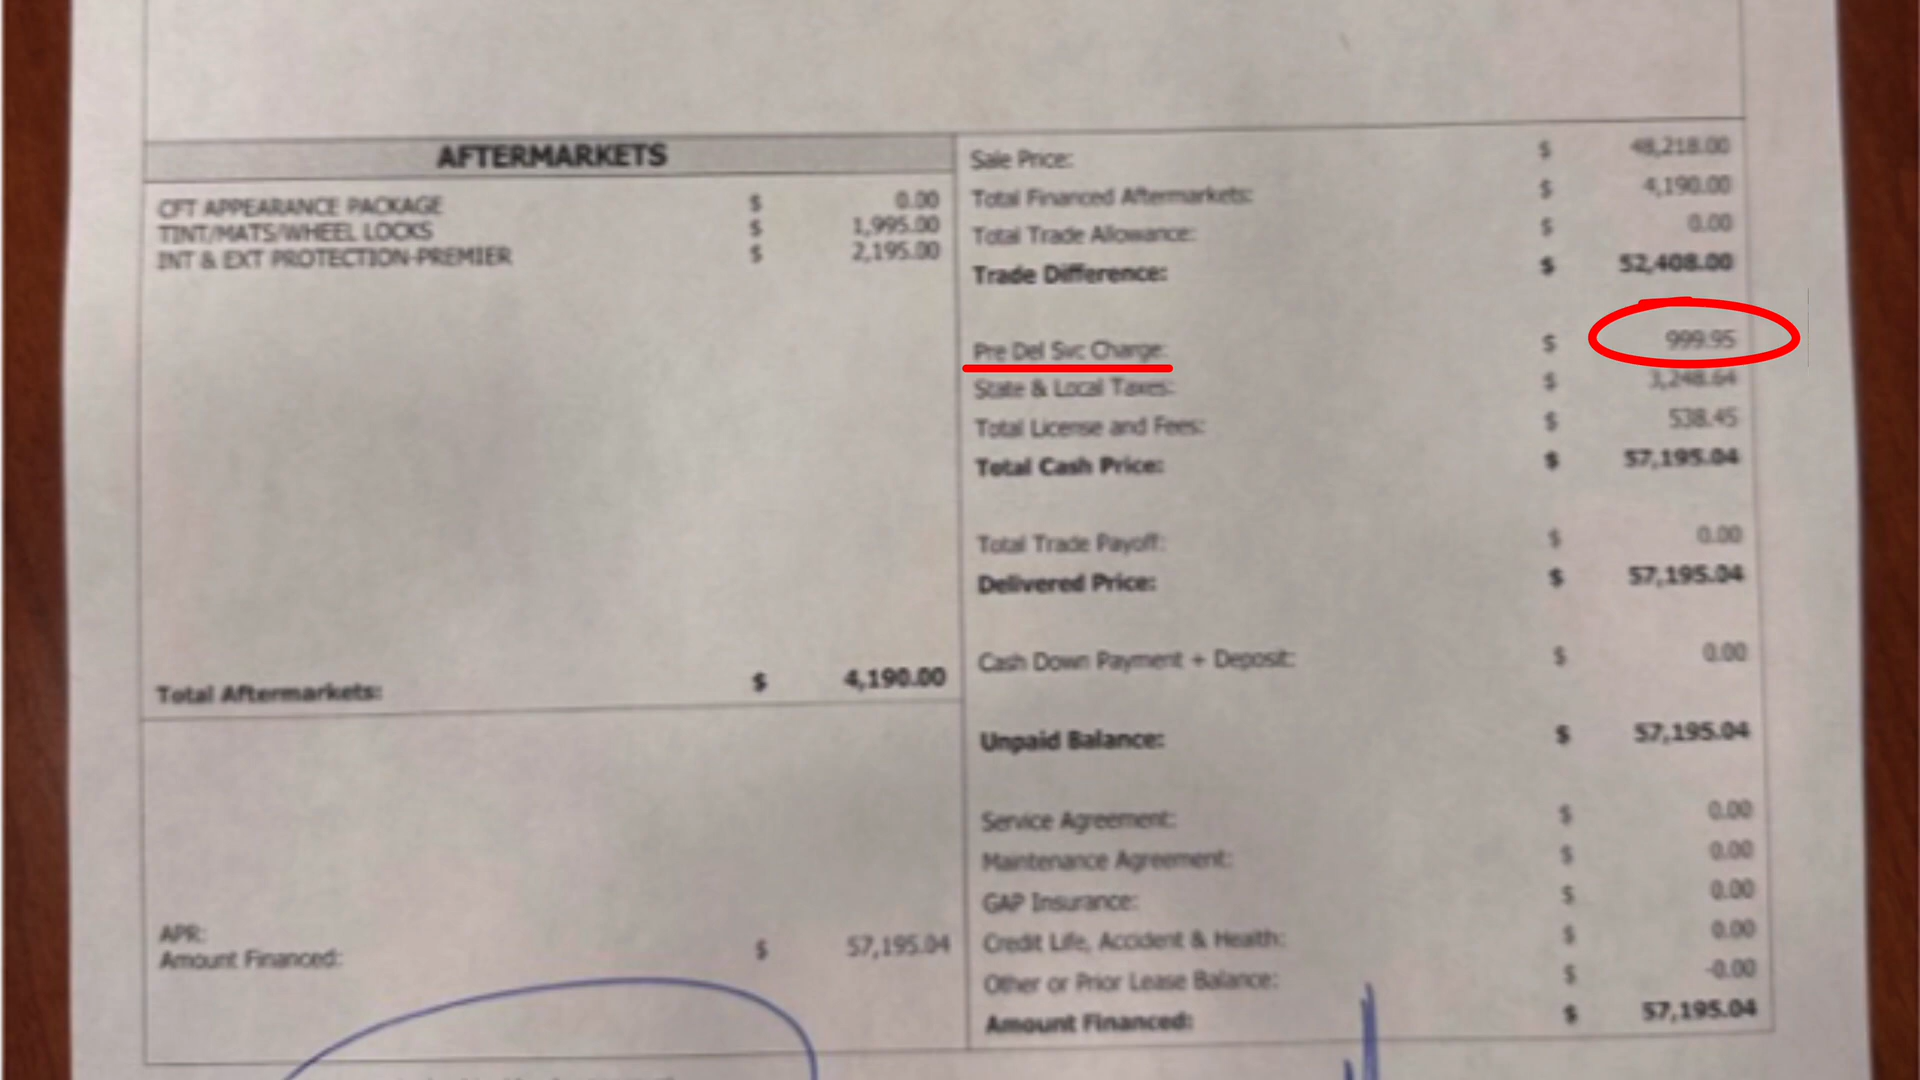 AFTERMARKETS
CFT APPEARANCE PACKAGE $ 0.00
TINT/MATS/WHEEL LOCKS $ 1,995.00
INT & EXT PROTECTION-PREMIER $ 2,195.00
Total Aftermarkets: $ 4,190.00
APR:
Amount Financed: $ 57,195.04
Sale Price: $ 48,218.00
Total Financed Aftermarkets: $ 4,190.00
Total Trade Allowance: $ 0.00
Trade Difference: $ 52,408.00
Pre Del Svc Charge: $ 999.95
State & Local Taxes: $ 3,248.64
Total License and Fees: $ 538.45
Total Cash Price: $ 57,195.04
Total Trade Payoff: $ 0.00
Delivered Price: $ 57,195.04
Cash Down Payment + Deposit: $ 0.00
Unpaid Balance: $ 57,195.04
Service Agreement: $ 0.00
Maintenance Agreement: $ 0.00
GAP Insurance: $ 0.00
Credit Life, Accident & Health: $ 0.00
Other or Prior Lease Balance: $ -0.00
Amount Financed: $ 57,195.04